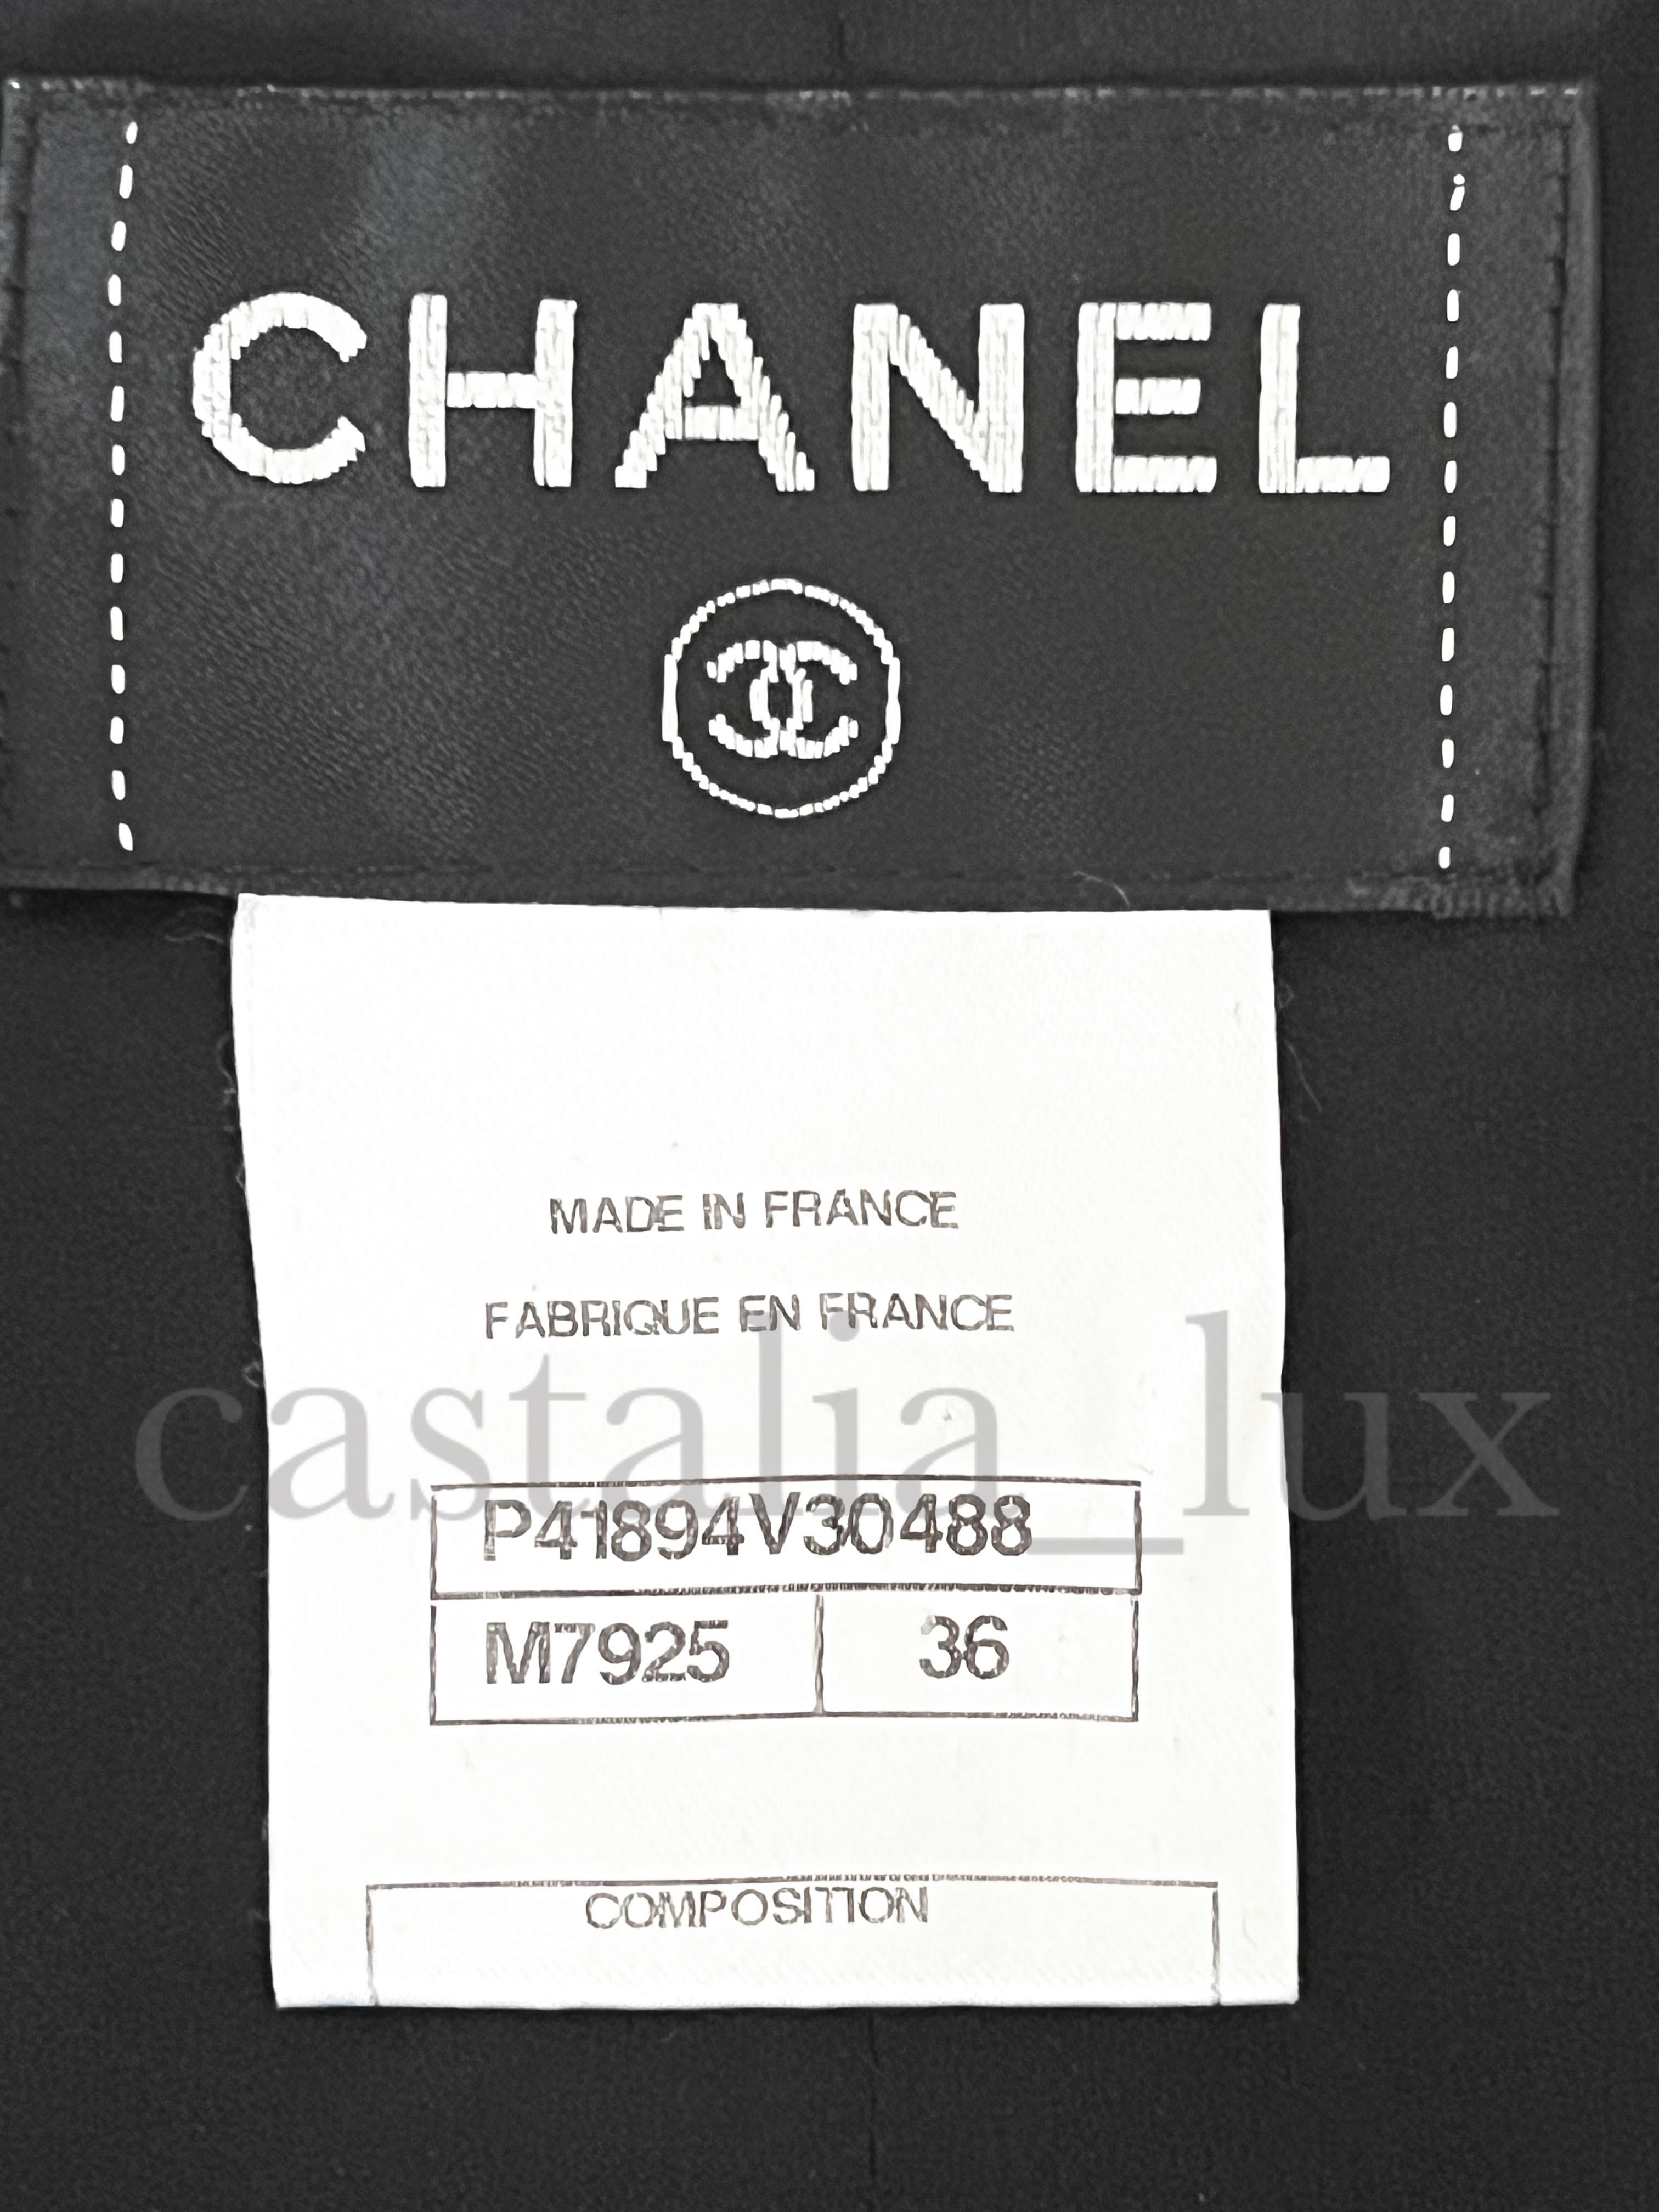 CHANEL
MADE IN FRANCE
FABRIQUE EN FRANCE
castalia_lux
P41894V30488
M7925 36
COMPOSITION